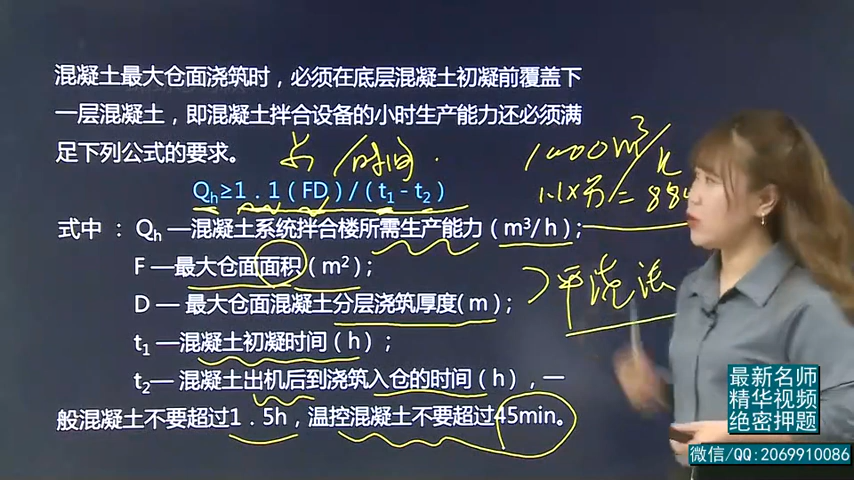 混凝土最大仓面浇筑时，必须在底层混凝土初凝前覆盖下
一层混凝土，即混凝土拌合设备的小时生产能力还必须满
足下列公式的要求。
方/时间.
1000m³/h
Qh≥1.1(FD)/(t1-t2)
式中：Qh —混凝土系统拌合楼所需生产能力（m³/h）;
F —最大仓面面积（m²）;
D — 最大仓面混凝土分层浇筑厚度(m);
平浇法
t1 —混凝土初凝时间（h）;
t2— 混凝土出机后到浇筑入仓的时间（h），一
般混凝土不要超过1.5h，温控混凝土不要超过45min。
最新名师
精华视频
绝密押题
微信/QQ:2069910086